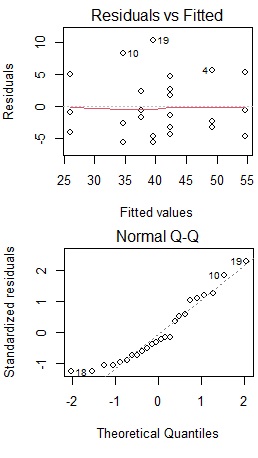 Residuals vs Fitted
Residuals
10
5
0
-5
10
19
4
25 30 35 40 45 50 55
Fitted values
Normal Q-Q
Standardized residuals
2
1
0
-1
18
10
19
-2 -1 0 1 2
Theoretical Quantiles